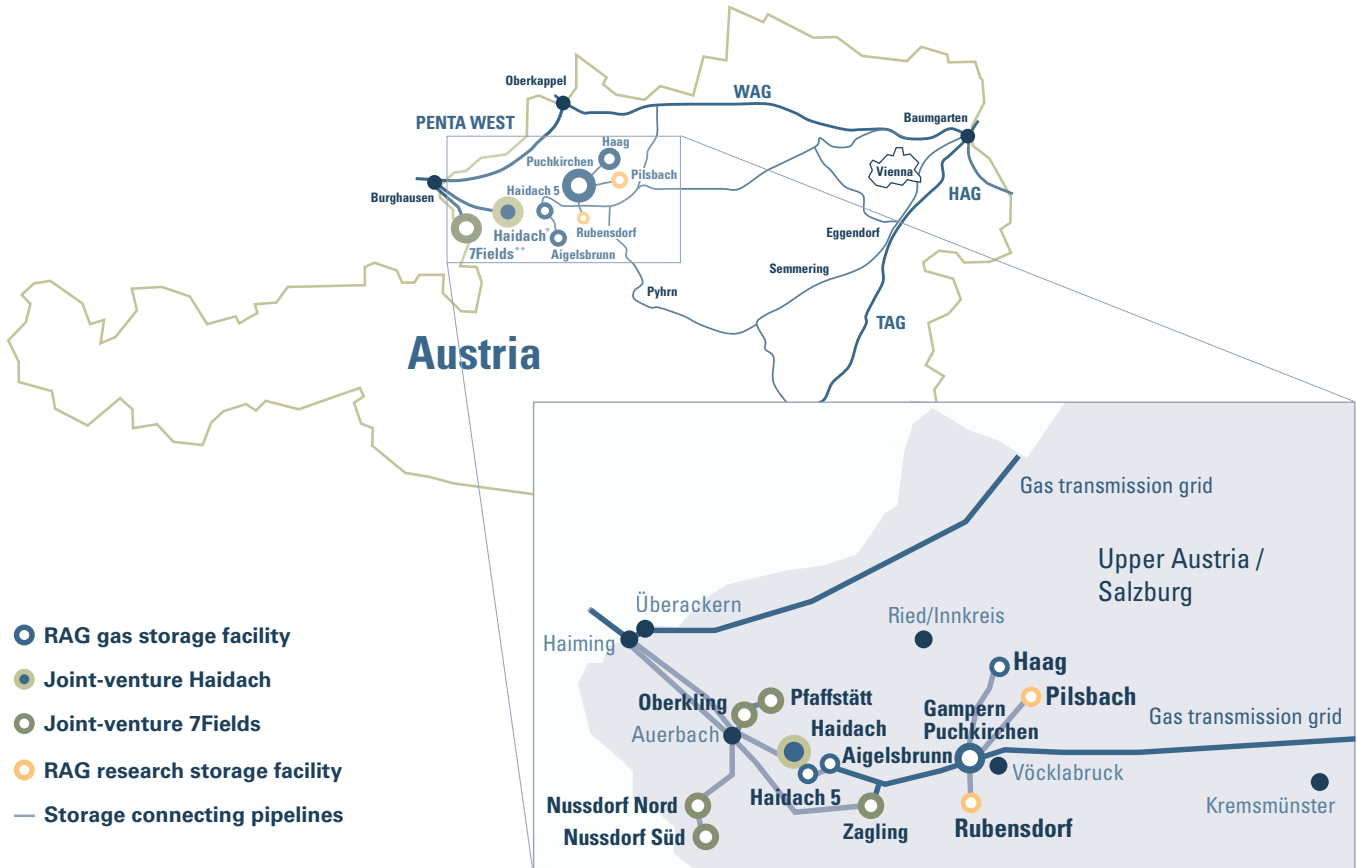 Oberkappel
WAG
Baumgarten
PENTA WEST
Haag
Puchkirchen
Pilsbach
Vienna
Burghausen
Haidach 5
HAG
Haidach*
Rubensdorf
Eggendorf
7Fields**
Aigelsbrunn
Semmering
Pyhrn
TAG
Austria
Gas transmission grid
Upper Austria /
Salzburg
Überackern
Ried/Innkreis
Haiming
Haag
Oberkling
Pfaffstätt
Pilsbach
Gampern
Puchkirchen
Haidach
Gas transmission grid
Auerbach
Aigelsbrunn
Vöcklabruck
Haidach 5
Kremsmünster
Nussdorf Nord
Zagling
Rubensdorf
Nussdorf Süd
RAG gas storage facility
Joint-venture Haidach
Joint-venture 7Fields
RAG research storage facility
Storage connecting pipelines